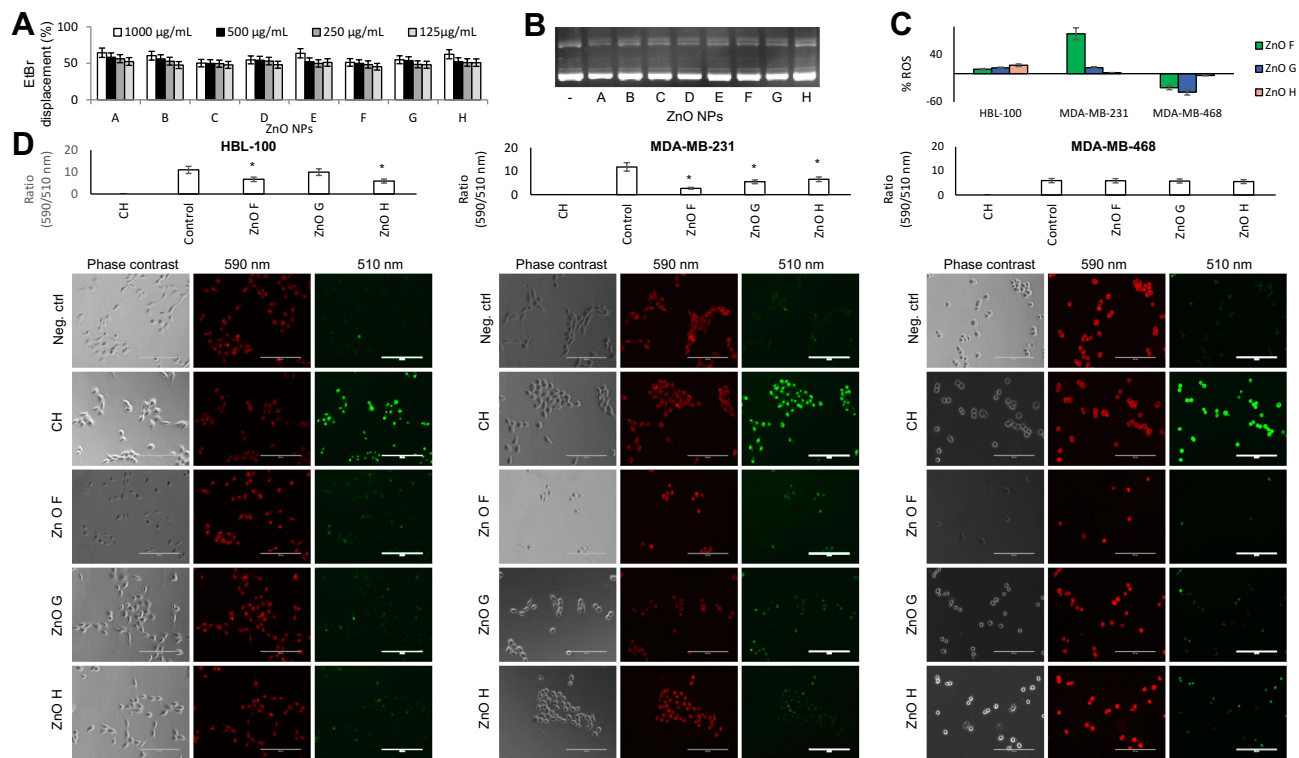 A
EtBr
displacement (%)
100
50
0
1000 µg/mL
500 µg/mL
250 µg/mL
125µg/mL
A B C D E F G H
ZnO NPs
B
- A B C D E F G H
ZnO NPs
C
% ROS
40
-60
HBL-100 MDA-MB-231 MDA-MB-468
ZnO F
ZnO G
ZnO H
D
HBL-100
Ratio
(590/510 nm)
20
10
0
* *
CH Control ZnO F ZnO G ZnO H
MDA-MB-231
Ratio
(590/510 nm)
20
10
0
* * *
CH Control ZnO F ZnO G ZnO H
MDA-MB-468
Ratio
(590/510 nm)
20
10
0
CH Control ZnO F ZnO G ZnO H
Phase contrast 590 nm 510 nm
Neg. ctrl
CH
Zn O F
ZnO G
ZnO H
Phase contrast 590 nm 510 nm
Neg. ctrl
CH
Zn O F
ZnO G
ZnO H
Phase contrast 590 nm 510 nm
Neg. ctrl
CH
Zn O F
ZnO G
ZnO H